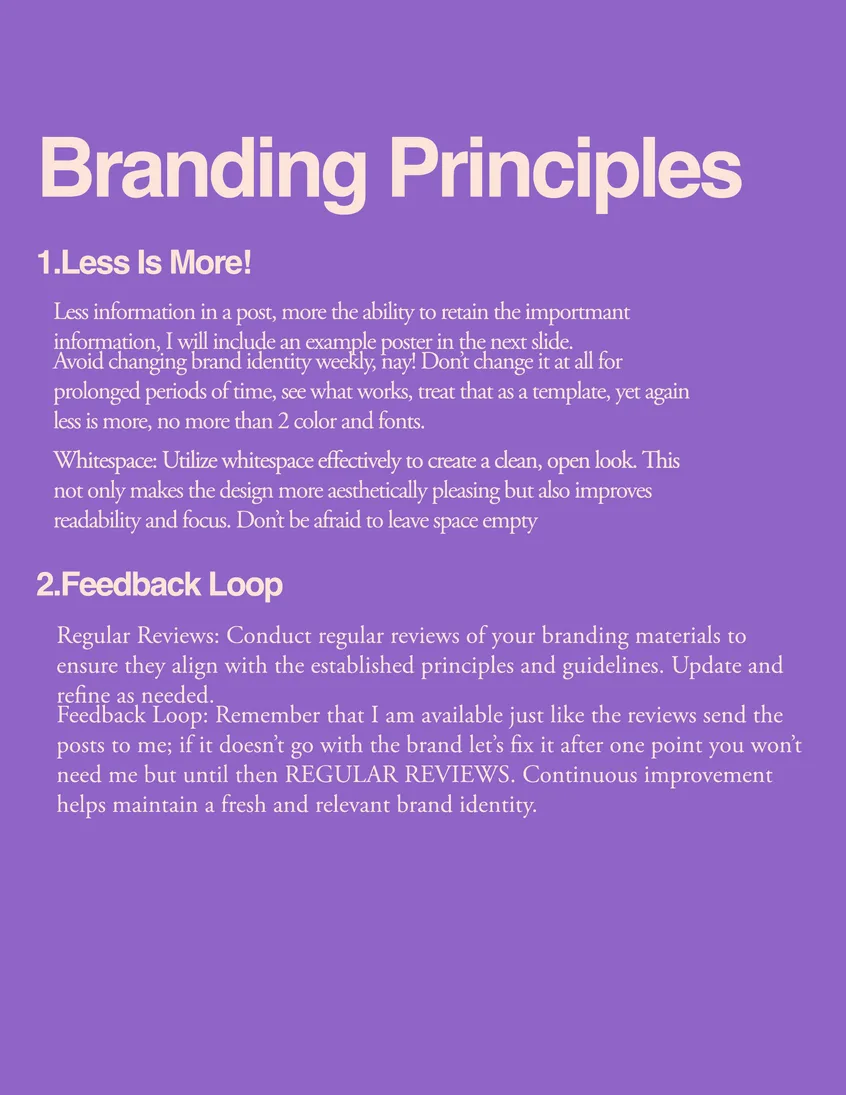 Branding Principles
1.Less Is More!
Less information in a post, more the ability to retain the importmant
information, I will include an example poster in the next slide.
Avoid changing brand identity weekly, nay! Don't change it at all for
prolonged periods of time, see what works, treat that as a template, yet again
less is more, no more than 2 color and fonts.
Whitespace: Utilize whitespace effectively to create a clean, open look. This
not only makes the design more aesthetically pleasing but also improves
readability and focus. Don't be afraid to leave space empty
2.Feedback Loop
Regular Reviews: Conduct regular reviews of your branding materials to
ensure they align with the established principles and guidelines. Update and
refine as needed.
Feedback Loop: Remember that I am available just like the reviews send the
posts to me; if it doesn't go with the brand let's fix it after one point you won't
need me but until then REGULAR REVIEWS. Continuous improvement
helps maintain a fresh and relevant brand identity.